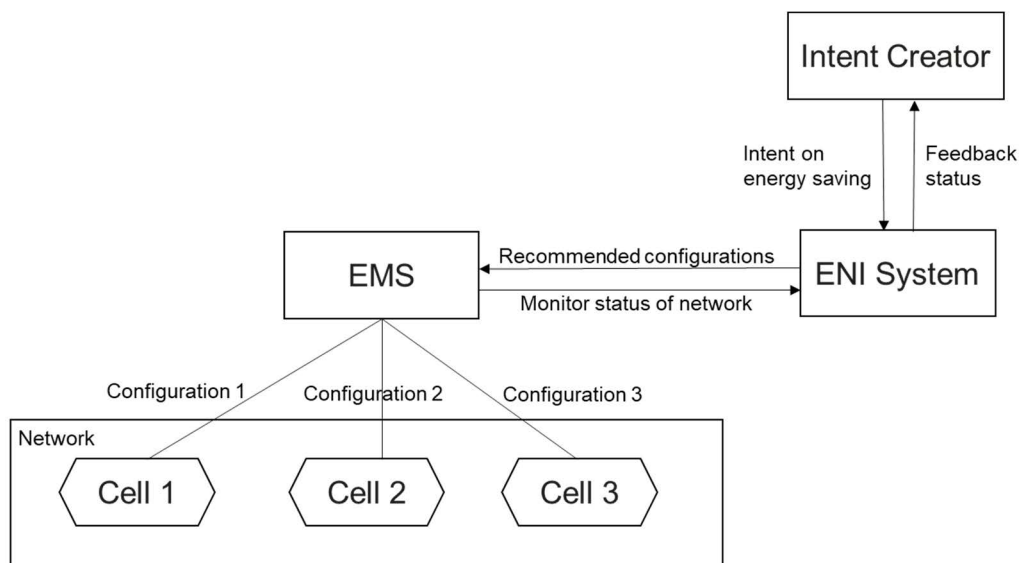 Intent Creator
Intent on
energy saving
Feedback
status
EMS
Recommended configurations
Monitor status of network
ENI System
Configuration 1
Configuration 2
Configuration 3
Network
Cell 1
Cell 2
Cell 3